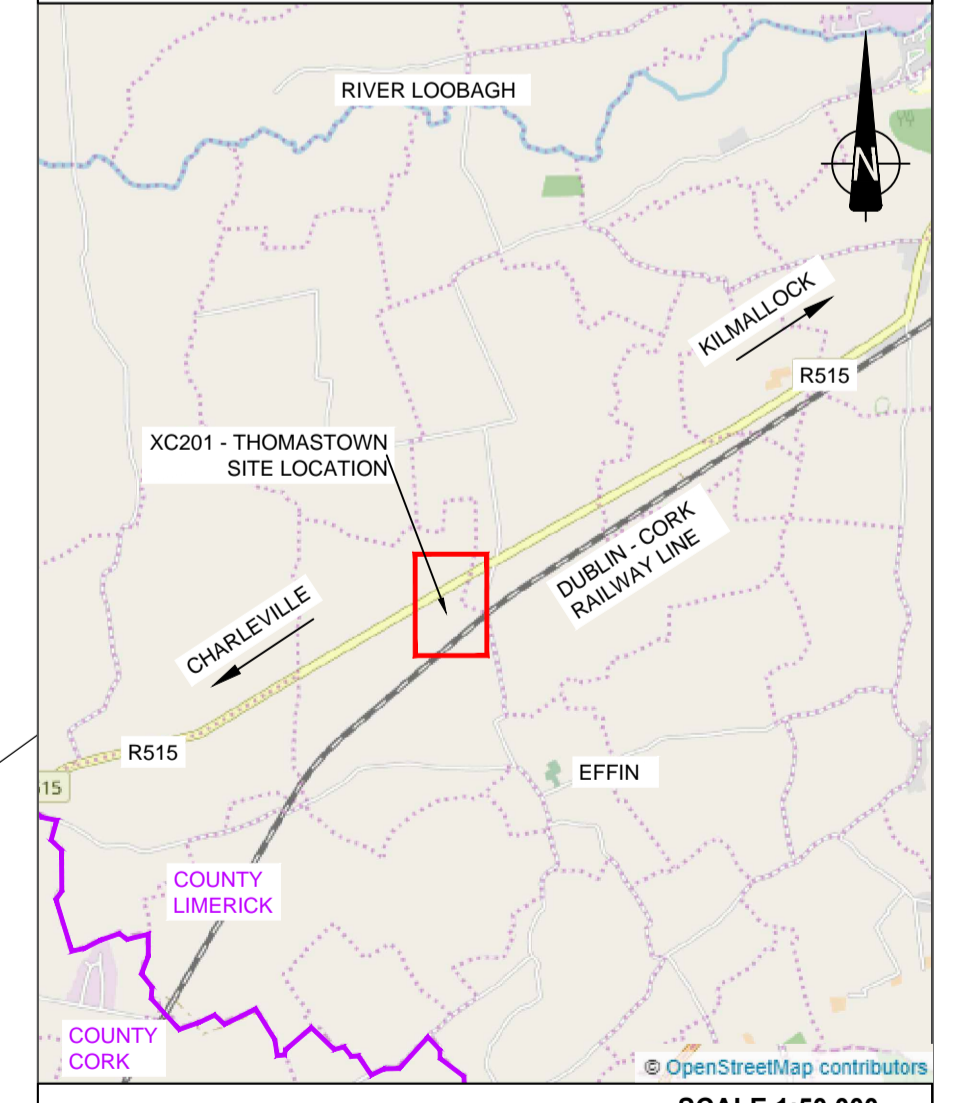 RIVER LOOBAGH
N
KILMALLOCK
R515
XC201 - THOMASTOWN
SITE LOCATION
DUBLIN - CORK
RAILWAY LINE
CHARLEVILLE
R515
EFFIN
COUNTY
LIMERICK
COUNTY
CORK
© OpenStreetMap contributors